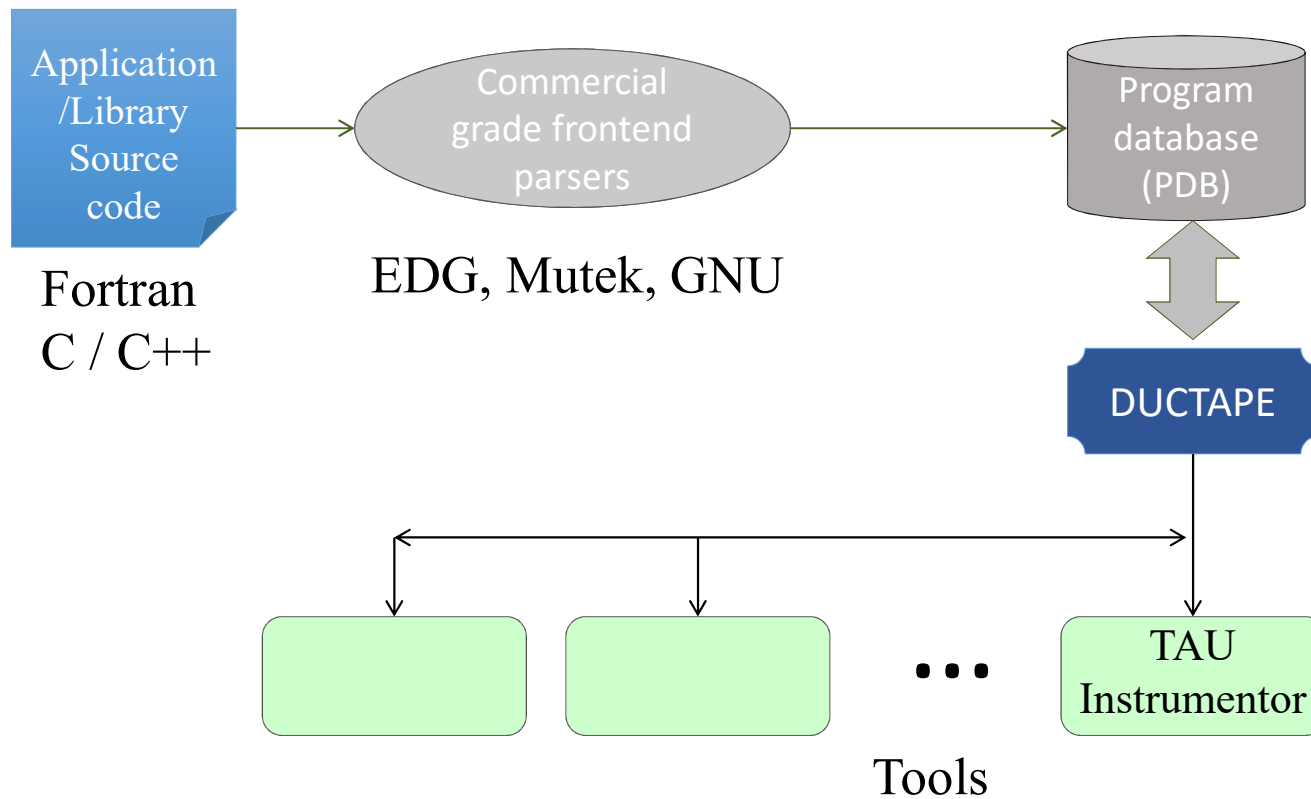 Application
/Library
Source
code
Commercial
grade frontend
parsers
Program
database
(PDB)
Fortran
C / C++
EDG, Mutek, GNU
DUCTAPE
TAU
Instrumentor
...
Tools